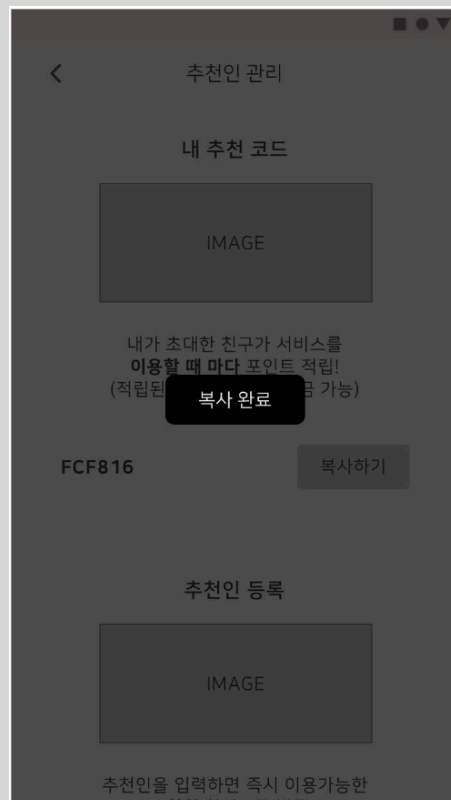 추천인 관리
내 추천 코드
IMAGE
내가 초대한 친구가 서비스를
이용할 때 마다 포인트 적립!
(적립된 금 가능)
복사 완료
FCF816 복사하기
추천인 등록
IMAGE
추천인을 입력하면 즉시 이용가능한